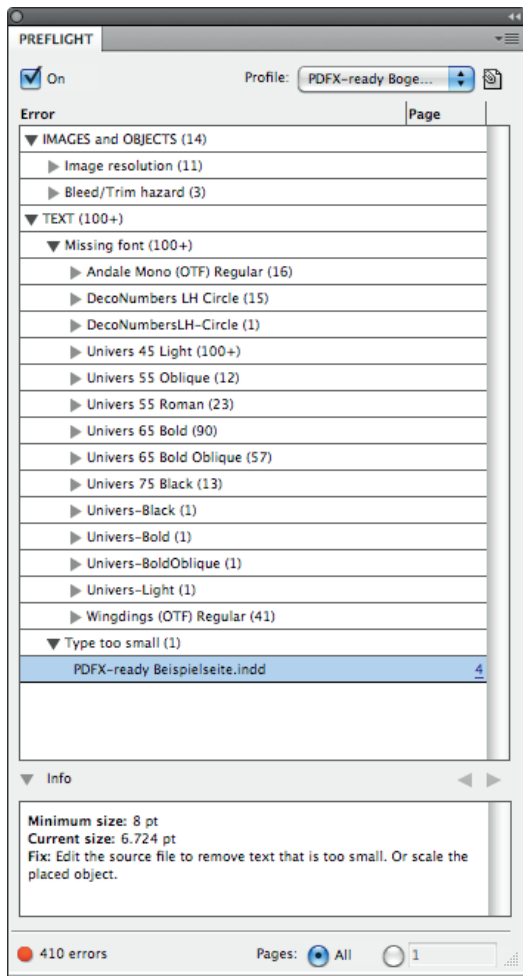 PREFLIGHT
On
Profile: PDFX-ready Boge...
Error Page
IMAGES and OBJECTS (14)
Image resolution (11)
Bleed/Trim hazard (3)
TEXT (100+)
Missing font (100+)
Andale Mono (OTF) Regular (16)
DecoNumbers LH Circle (15)
DecoNumbersLH-Circle (1)
Univers 45 Light (100+)
Univers 55 Oblique (12)
Univers 55 Roman (23)
Univers 65 Bold (90)
Univers 65 Bold Oblique (57)
Univers 75 Black (13)
Univers-Black (1)
Univers-Bold (1)
Univers-BoldOblique (1)
Univers-Light (1)
Wingdings (OTF) Regular (41)
Type too small (1)
PDFX-ready Beispielseite.indd 4
Info
Minimum size: 8 pt
Current size: 6.724 pt
Fix: Edit the source file to remove text that is too small. Or scale the
placed object.
410 errors Pages: All 1